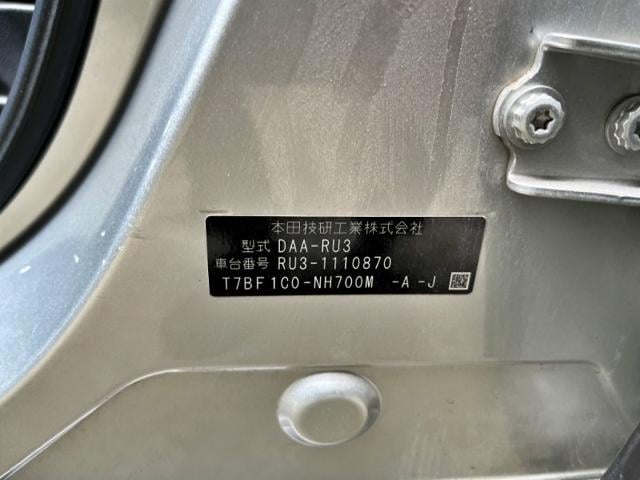 本田技研工業株式会社
型式 DAA-RU3
車台番号 RU3-1110870
T7BF1C0-NH700M -A-J